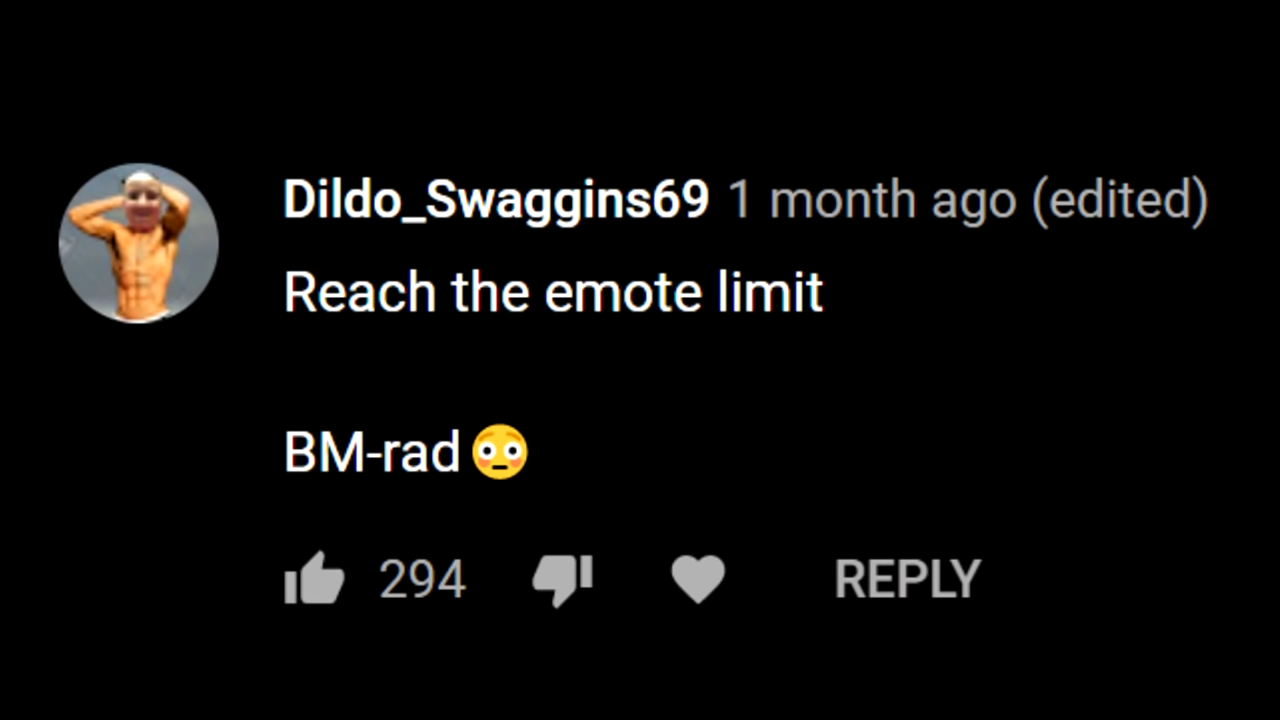 Dildo_Swaggins69 1 month ago (edited)
Reach the emote limit
BM-rad😳
294 REPLY